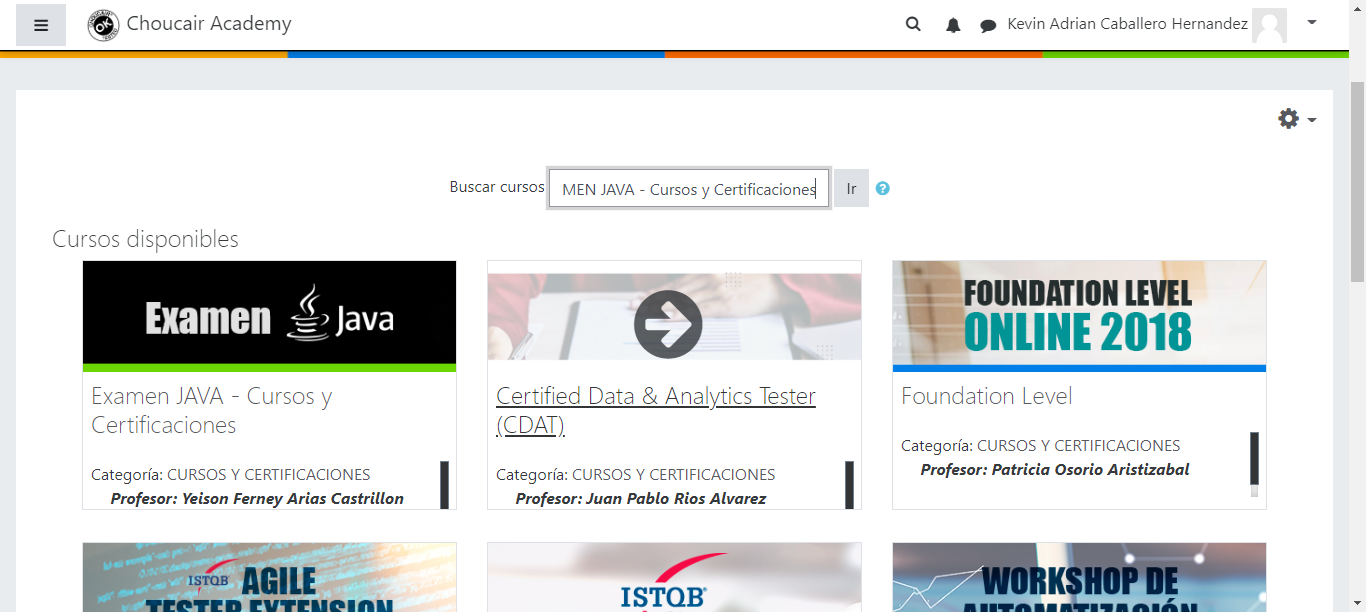 Choucair Academy
Kevin Adrian Caballero Hernandez
Buscar cursos
MEN JAVA - Cursos y Certificaciones
Ir
Cursos disponibles
Examen Java
Examen JAVA - Cursos y
Certificaciones
Categoría: CURSOS Y CERTIFICACIONES
Profesor: Yeison Ferney Arias Castrillon
Certified Data & Analytics Tester
(CDAT)
Categoría: CURSOS Y CERTIFICACIONES
Profesor: Juan Pablo Rios Alvarez
FOUNDATION LEVEL
ONLINE 2018
Foundation Level
Categoría: CURSOS Y CERTIFICACIONES
Profesor: Patricia Osorio Aristizabal
ISTQB AGILE
TESTER EXTENSION
ISTQB
WORKSHOP DE
AUTOMATIZACIÓN